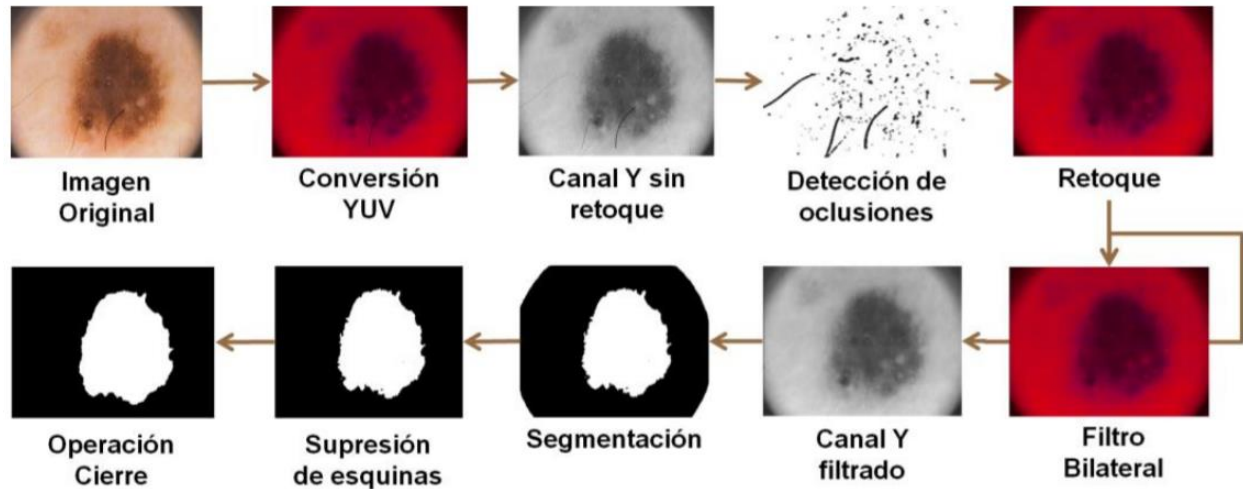 Imagen
Original
Conversión
YUV
Canal Y sin
retoque
Detección de
oclusiones
Retoque
Operación
Cierre
Supresión
de esquinas
Segmentación
Canal Y
filtrado
Filtro
Bilateral